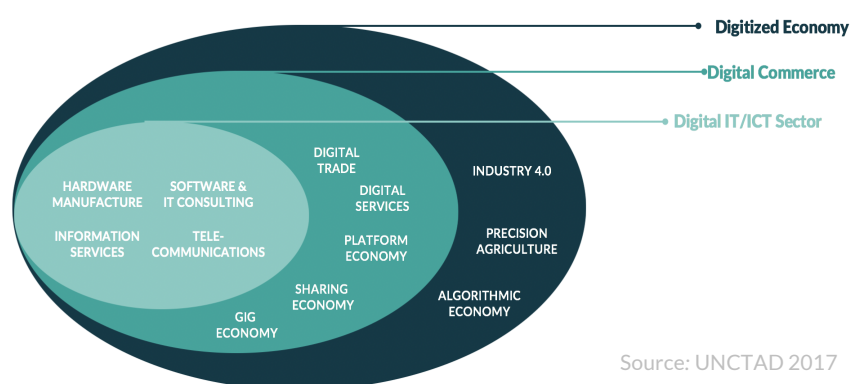 Digitized Economy
Digital Commerce
Digital IT/ICT Sector
DIGITAL
TRADE
INDUSTRY 4.0
HARDWARE
MANUFACTURE
SOFTWARE &
IT CONSULTING
DIGITAL
SERVICES
INFORMATION
SERVICES
TELE-
COMMUNICATIONS
PLATFORM
ECONOMY
PRECISION
AGRICULTURE
SHARING
ECONOMY
ALGORITHMIC
ECONOMY
GIG
ECONOMY
Source: UNCTAD 2017